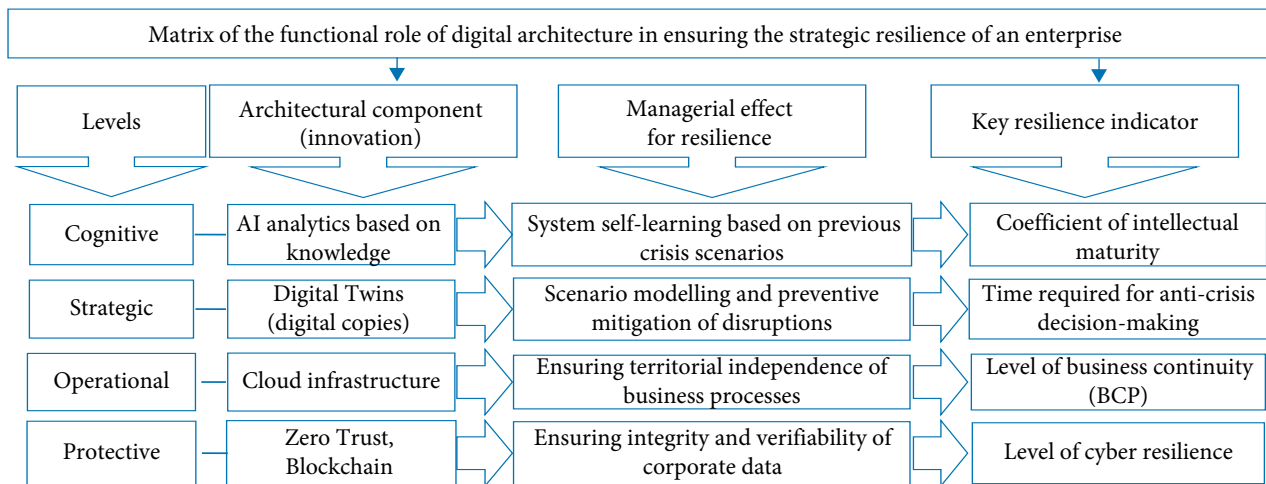 Matrix of the functional role of digital architecture in ensuring the strategic resilience of an enterprise
Levels
Architectural component
(innovation)
Managerial effect
for resilience
Key resilience indicator
Cognitive
AI analytics based on
knowledge
System self-learning based on previous
crisis scenarios
Coefficient of intellectual
maturity
Strategic
Digital Twins
(digital copies)
Scenario modelling and preventive
mitigation of disruptions
Time required for anti-crisis
decision-making
Operational
Cloud infrastructure
Ensuring territorial independence of
business processes
Level of business continuity
(BCP)
Protective
Zero Trust,
Blockchain
Ensuring integrity and verifiability of
corporate data
Level of cyber resilience